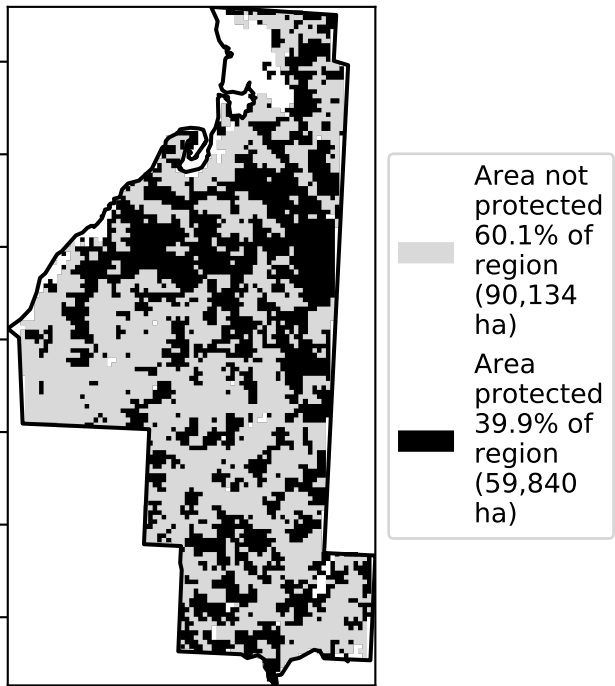 Area not
protected
60.1% of
region
(90,134
ha)
Area
protected
39.9% of
region
(59,840
ha)